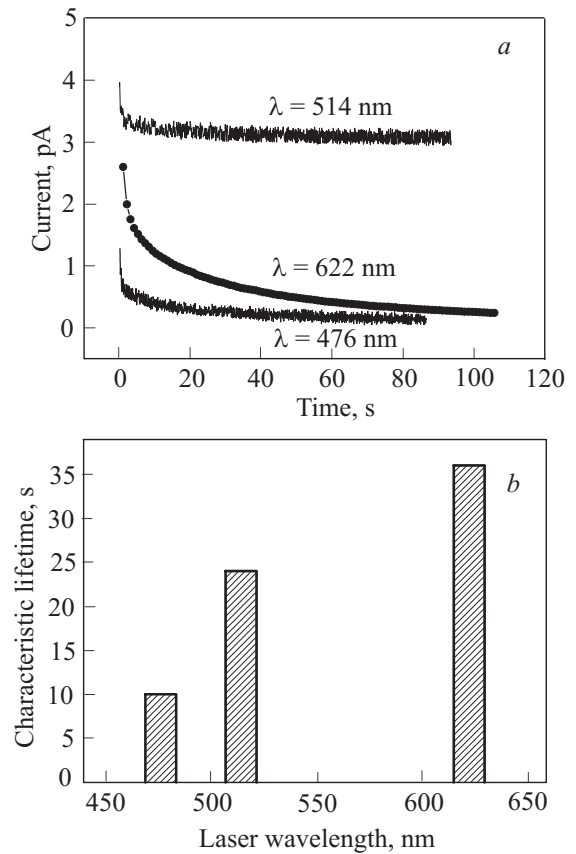 5
a
λ = 514 nm
4
3
Current, pA
2
λ = 622 nm
1
0
λ = 476 nm
0 20 40 60 80 100 120
Time, s
35
b
30
25
20
Characteristic lifetime, s
15
10
5
0
450 500 550 600 650
Laser wavelength, nm